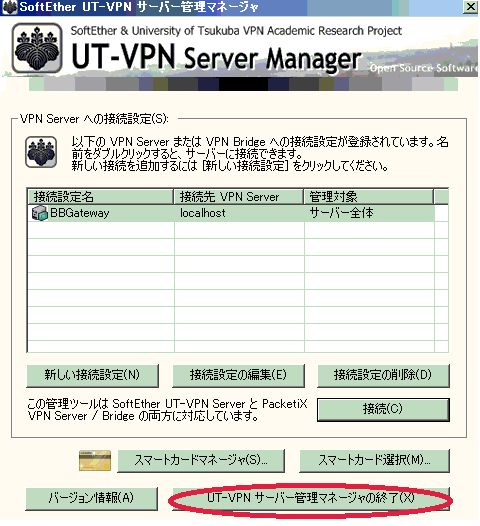 SoftEther UT-VPN サーバー管理マネージャ
SoftEther & University of Tsukuba VPN Academic Research Project
UT-VPN Server Manager
Open Source Software
VPN Server への接続設定(S):
以下の VPN Server または VPN Bridge への接続設定が登録されています。名
前をダブルクリックすると、サーバーに接続できます。
新しい接続を追加するには [新しい接続設定] をクリックしてください。
接続設定名 接続先 VPN Server 管理対象
BBGateway localhost サーバー全体
新しい接続設定(N) 接続設定の編集(E) 接続設定の削除(D)
この管理ツールは SoftEther UT-VPN Server と PacketiX
VPN Server / Bridge の両方に対応しています。
接続(C)
スマートカードマネージャ(S)... スマートカード選択(M)...
バージョン情報(A) UT-VPN サーバー管理マネージャの終了(X)